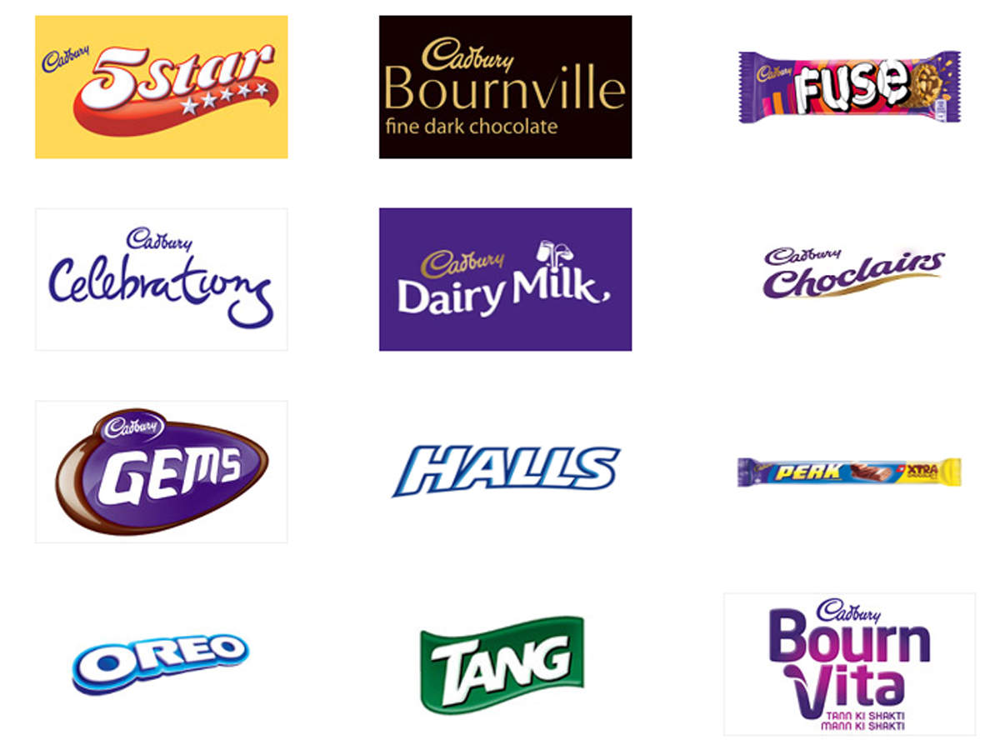 Cadbury
5star
Cadbury
Bournville
fine dark chocolate
Cadbury
FUSE
Cadbury
Celebrations
Cadbury
Dairy Milk
Cadbury
Choclairs
Cadbury
GEMS
HALLS
PERK
XTRA
OREO
TANG
Cadbury
Bourn
Vita
TANN KI SHAKTI
MANN KI SHAKTI